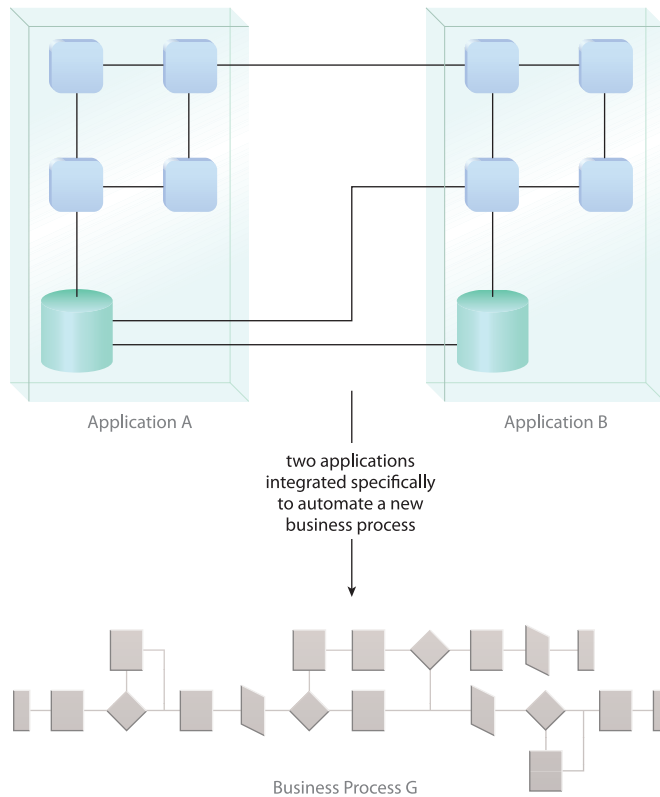 Application A
Application B
two applications
integrated specifically
to automate a new
business process
Business Process G